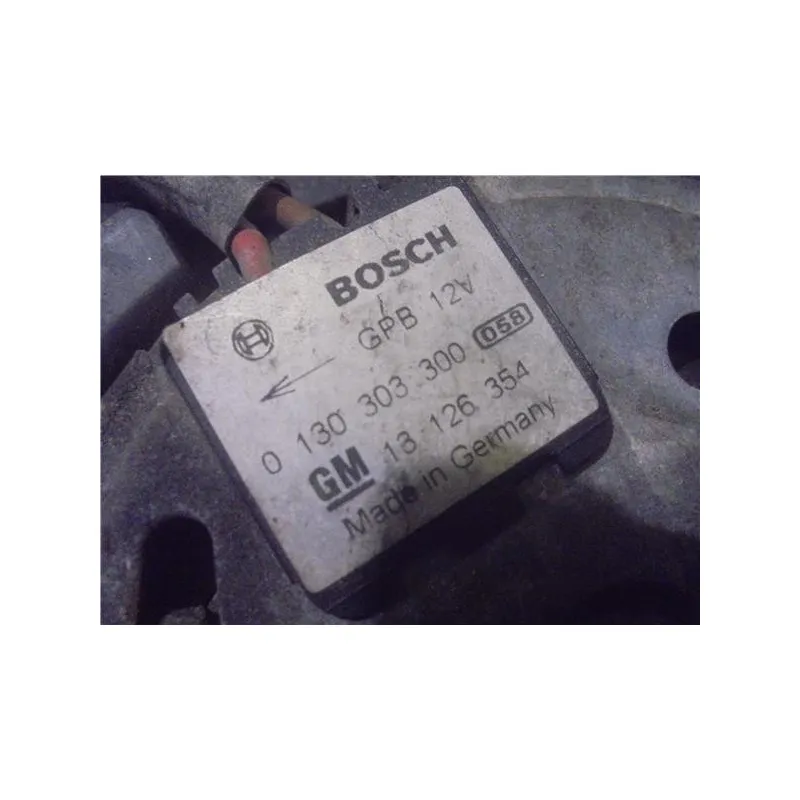 BOSCH
GPB 12V
0 130 303 300 058
GM 13 126 354
Made in Germany